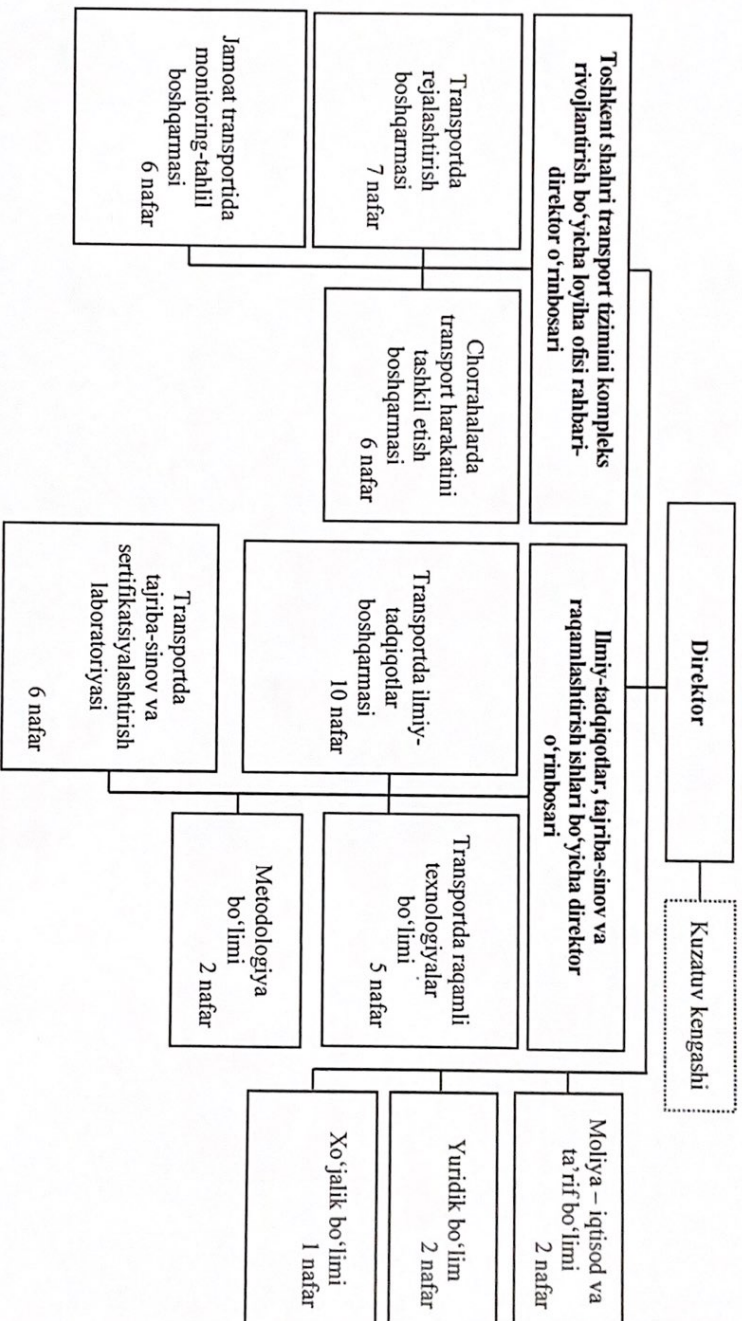 Direktor
Kuzatuv kengashi
Toshkent shahri transport tizimini kompleks
rivojlantirish bo‘yicha loyiha ofisi rahbari-
direktor o‘rinbosari
Ilmiy-tadqiqotlar, tajriba-sinov va
raqamlashtirish ishlari bo‘yicha direktor
o‘rinbosari
Moliya – iqtisod va
ta’rif bo‘limi
2 nafar
Yuridik bo‘lim
2 nafar
Xo‘jalik bo‘limi
1 nafar
Transportda
rejalashtirish
boshqarmasi
7 nafar
Chorrahalarda
transport harakatini
tashkil etish
boshqarmasi
6 nafar
Jamoat transportida
monitoring-tahlil
boshqarmasi
6 nafar
Transportda ilmiy-
tadqiqotlar
boshqarmasi
10 nafar
Transportda raqamli
texnologiyalar
bo‘limi
5 nafar
Metodologiya
bo‘limi
2 nafar
Transportda
tajriba-sinov va
sertifikatsiyalashtirish
laboratoriyasi
6 nafar